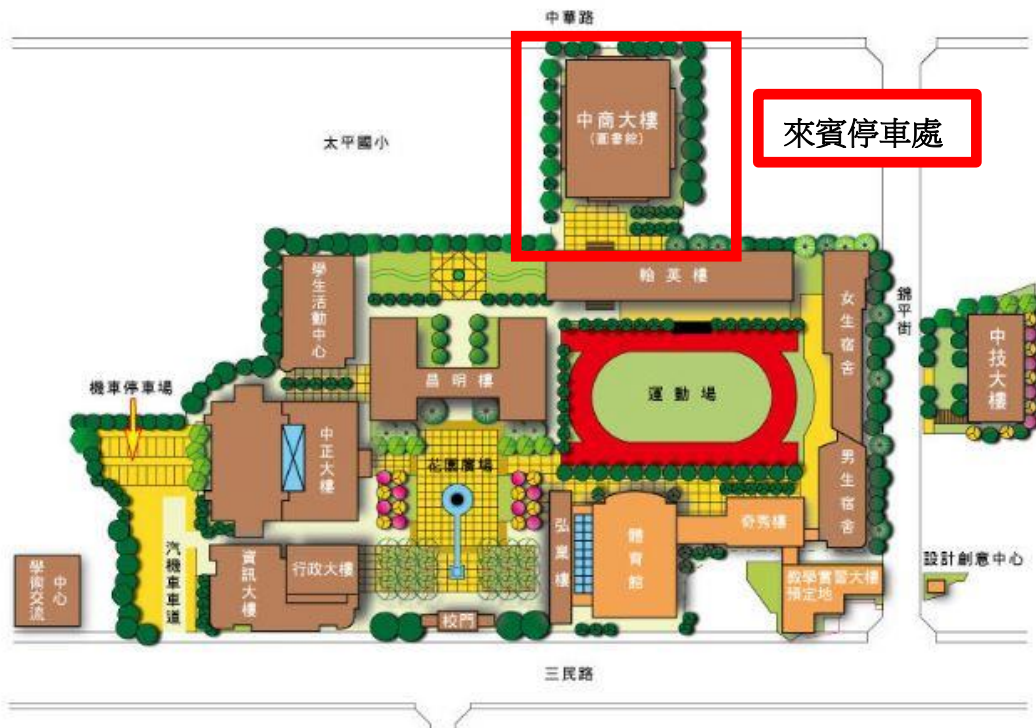 中華路
中商大樓
(圖書館)
來賓停車處
太平國小
翰英樓
學生活動中心
女生宿舍
錦平街
中技大樓
昌明樓
運動場
機車停車場
中正大樓
花園廣場
男生宿舍
弘業樓
體育館
奇秀樓
汽機車車道
資訊大樓
行政大樓
學術交流
中心
校門
教學實習大樓
預定地
設計創意中心
三民路